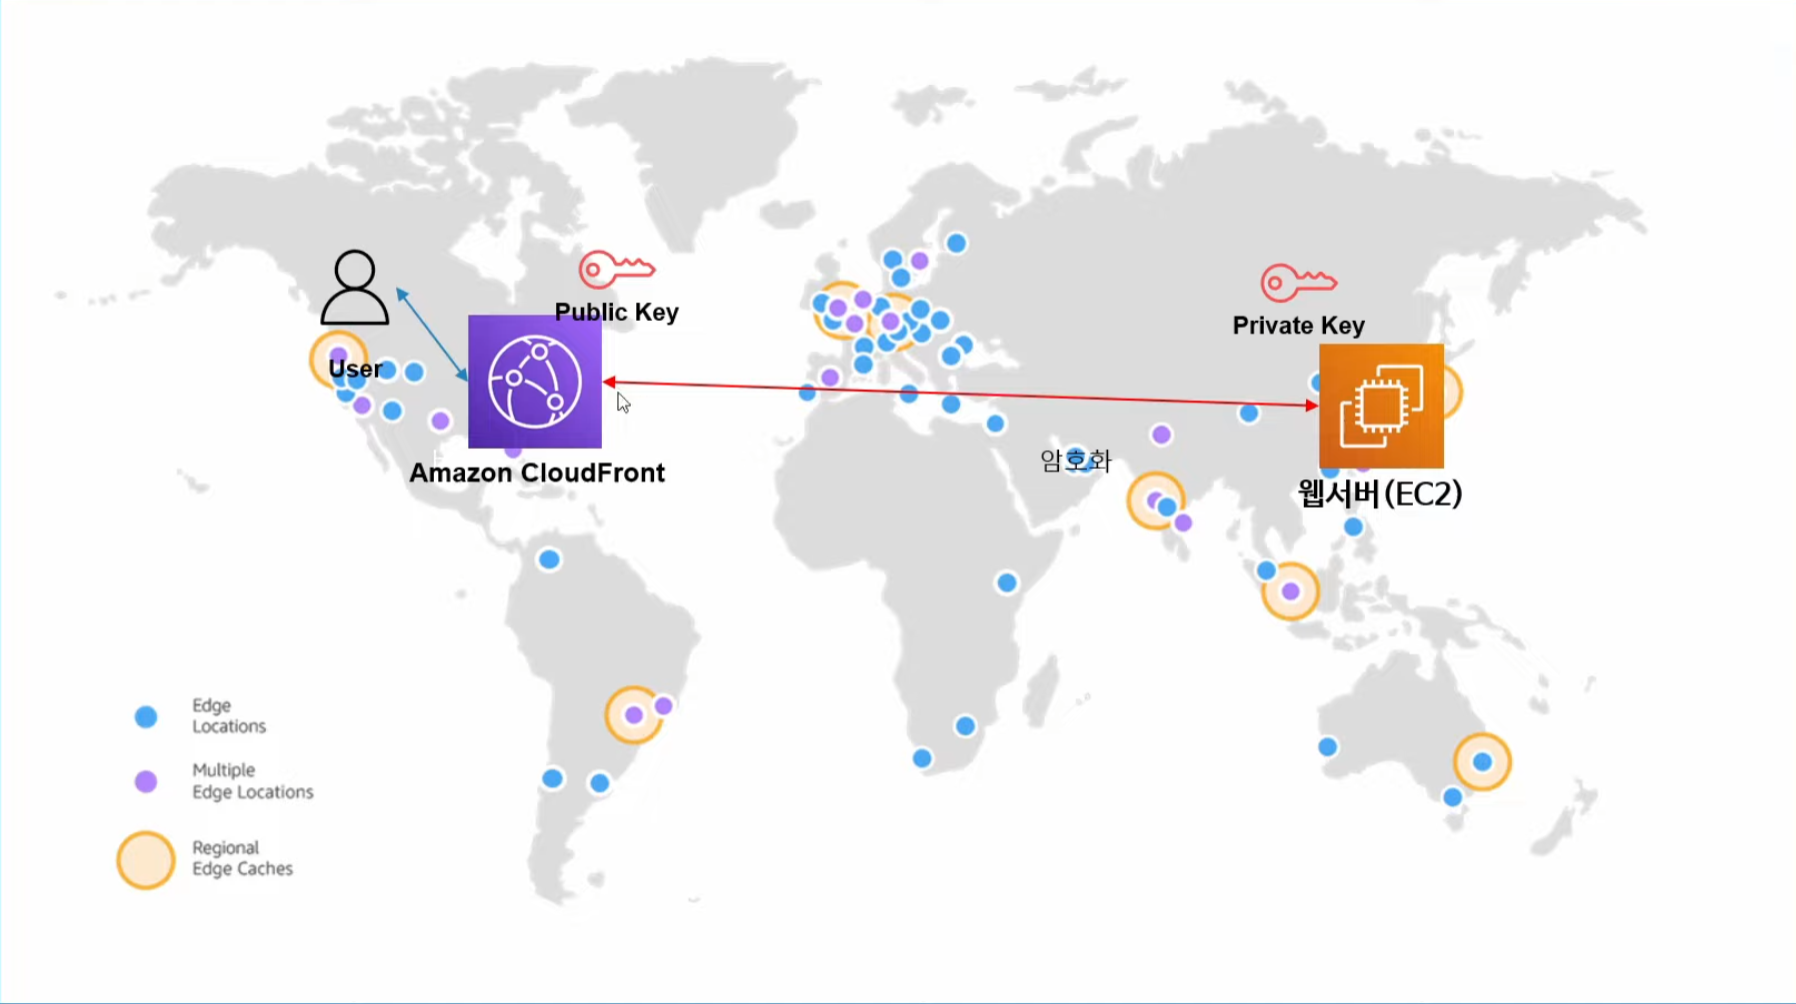 Public Key
Private Key
User
암호화
Amazon CloudFront
웹서버(EC2)
Edge
Locations
Multiple
Edge Locations
Regional
Edge Caches